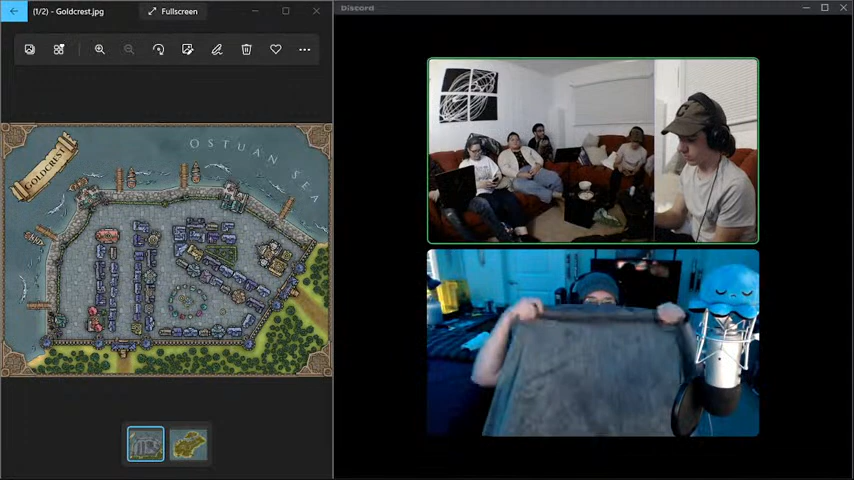 (1/2) - Goldcrest.jpg
Fullscreen
Discord
OSTUAN SEA
GOLDCREST